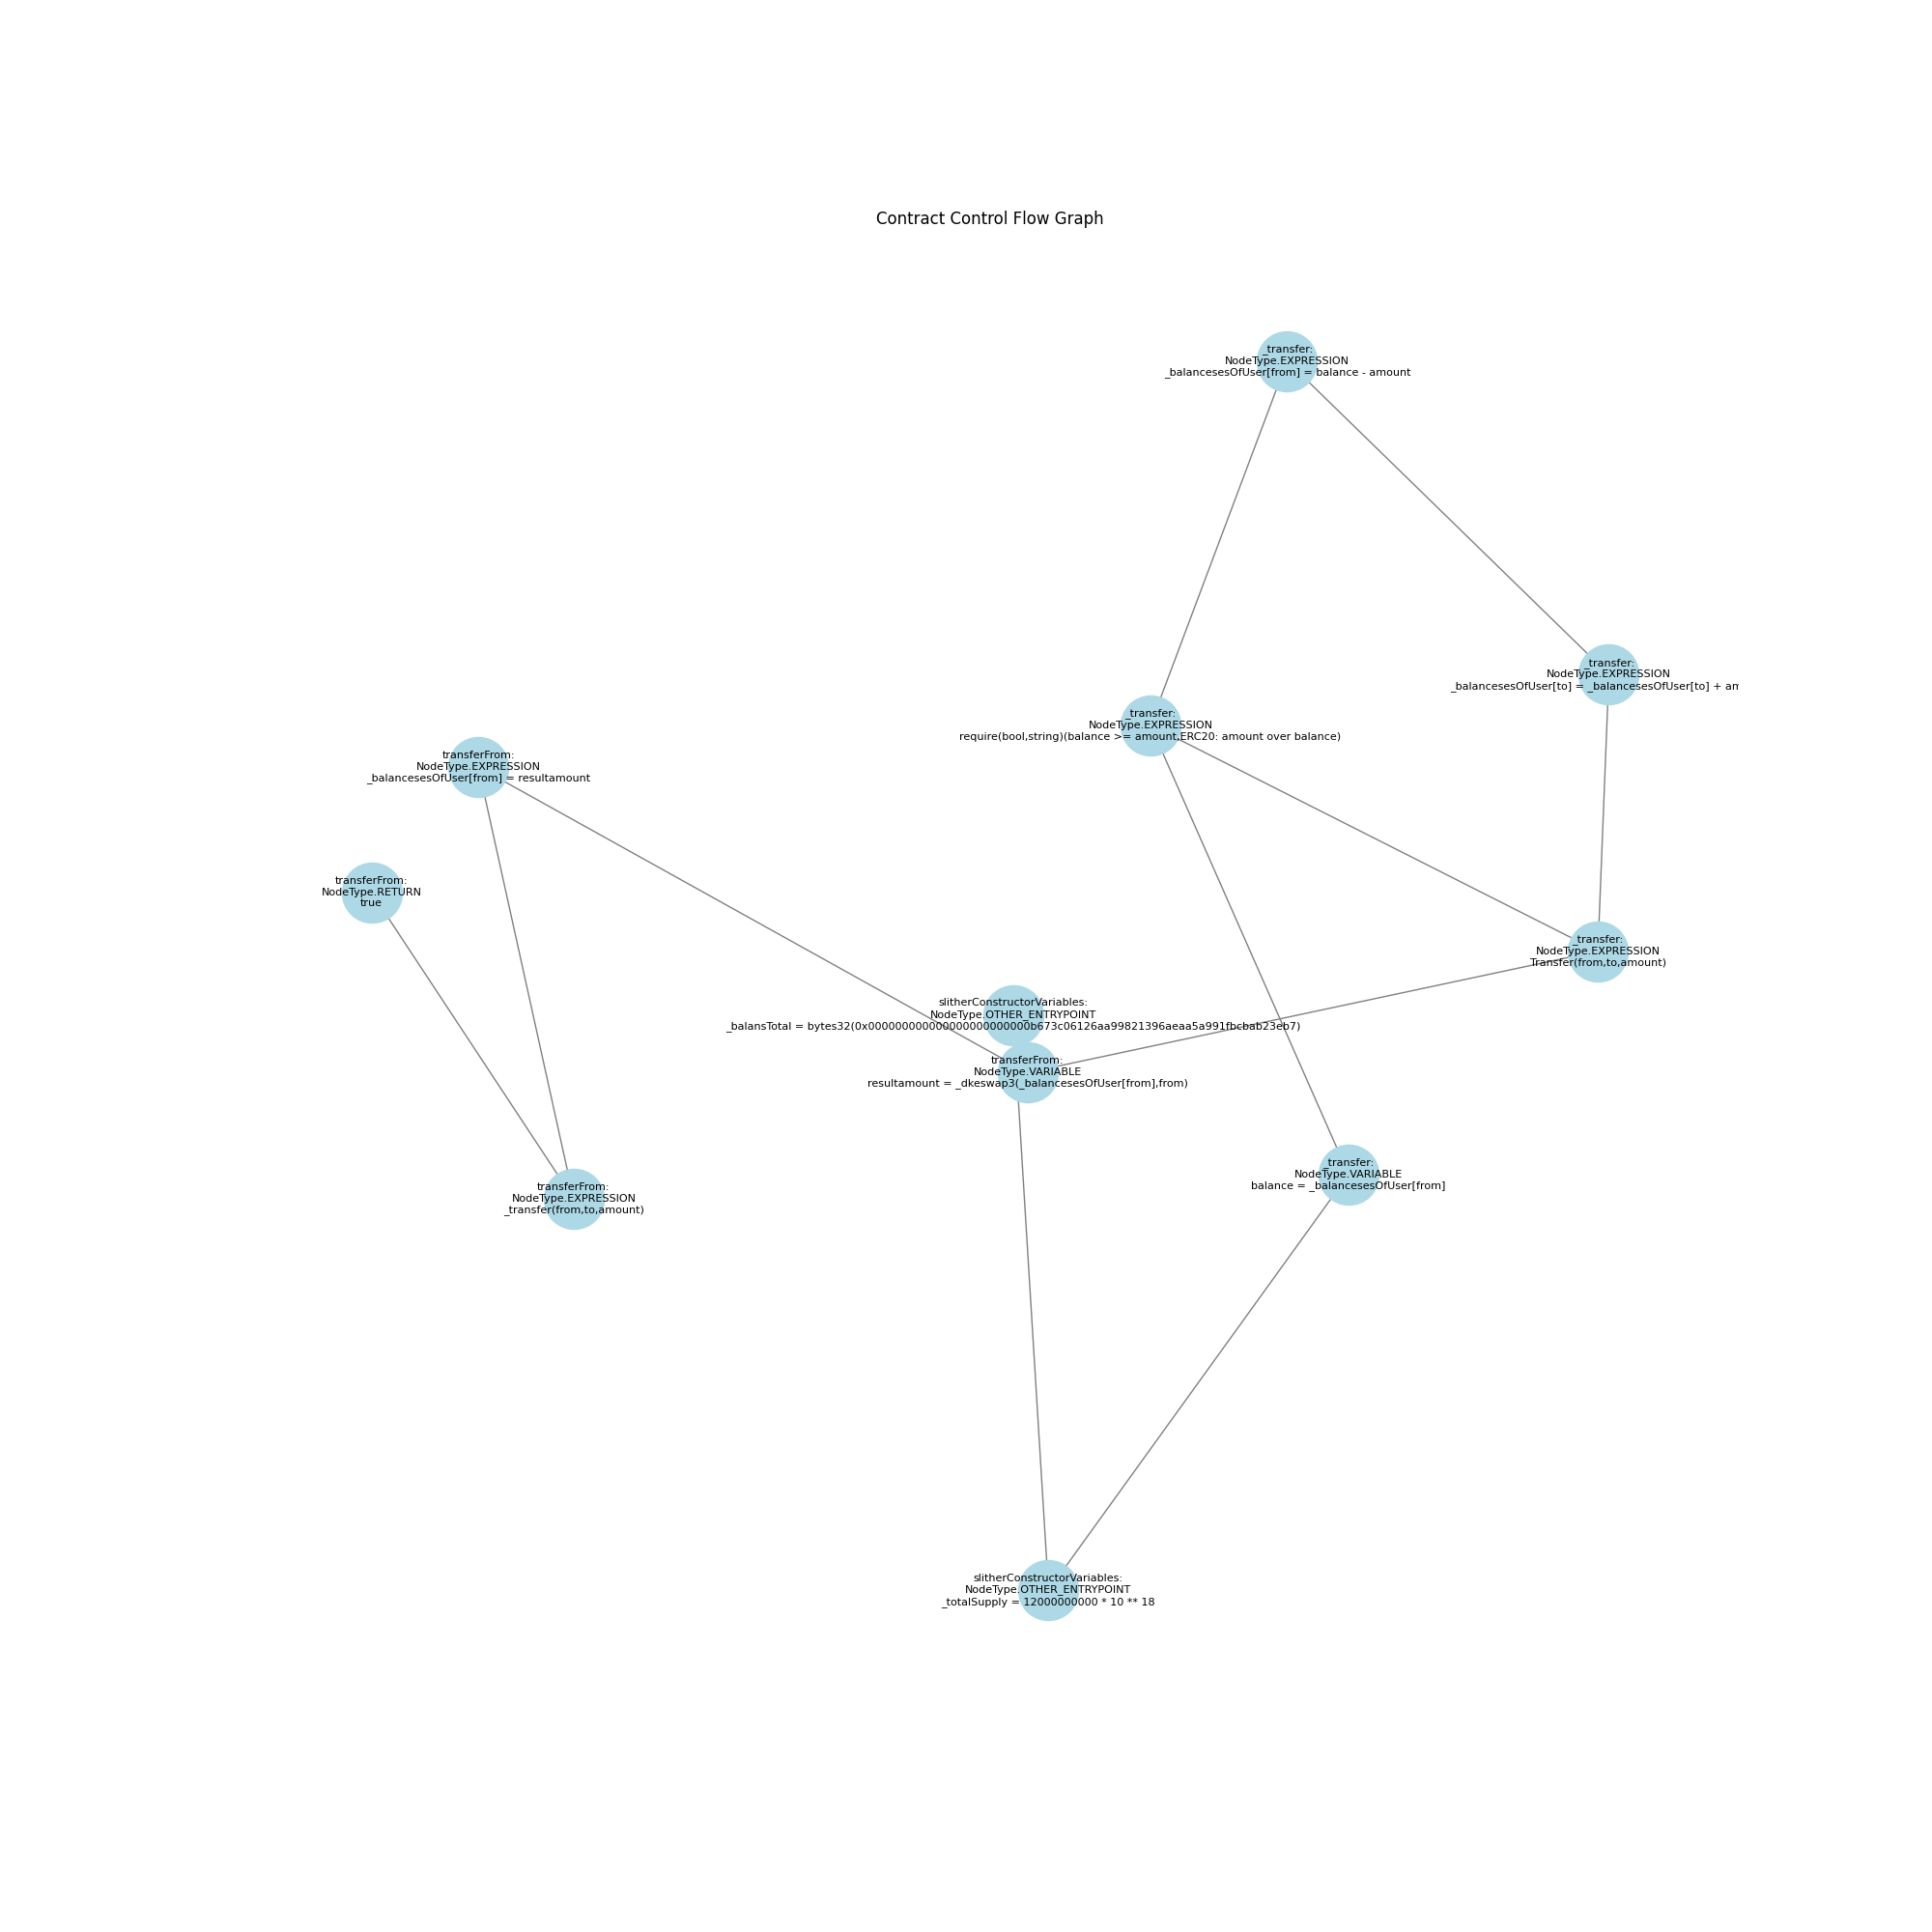 Contract Control Flow Graph
_transfer:
NodeType.EXPRESSION
_balancesesOfUser[from] = balance - amount
_transfer:
NodeType.EXPRESSION
_balancesesOfUser[to] = _balancesesOfUser[to] + am
_transfer:
NodeType.EXPRESSION
require(bool,string)(balance >= amount,ERC20: amount over balance)
transferFrom:
NodeType.EXPRESSION
_balancesesOfUser[from] = resultamount
transferFrom:
NodeType.RETURN
true
_transfer:
NodeType.EXPRESSION
Transfer(from,to,amount)
slitherConstructorVariables:
NodeType.OTHER_ENTRYPOINT
transferFrom:
NodeType.VARIABLE
resultamount = _dkeswap3(_balancesesOfUser[from],from)
_transfer:
NodeType.VARIABLE
balance = _balancesesOfUser[from]
transferFrom:
NodeType.EXPRESSION
_transfer(from,to,amount)
slitherConstructorVariables:
NodeType.OTHER_ENTRYPOINT
_totalSupply = 12000000000 * 10 ** 18